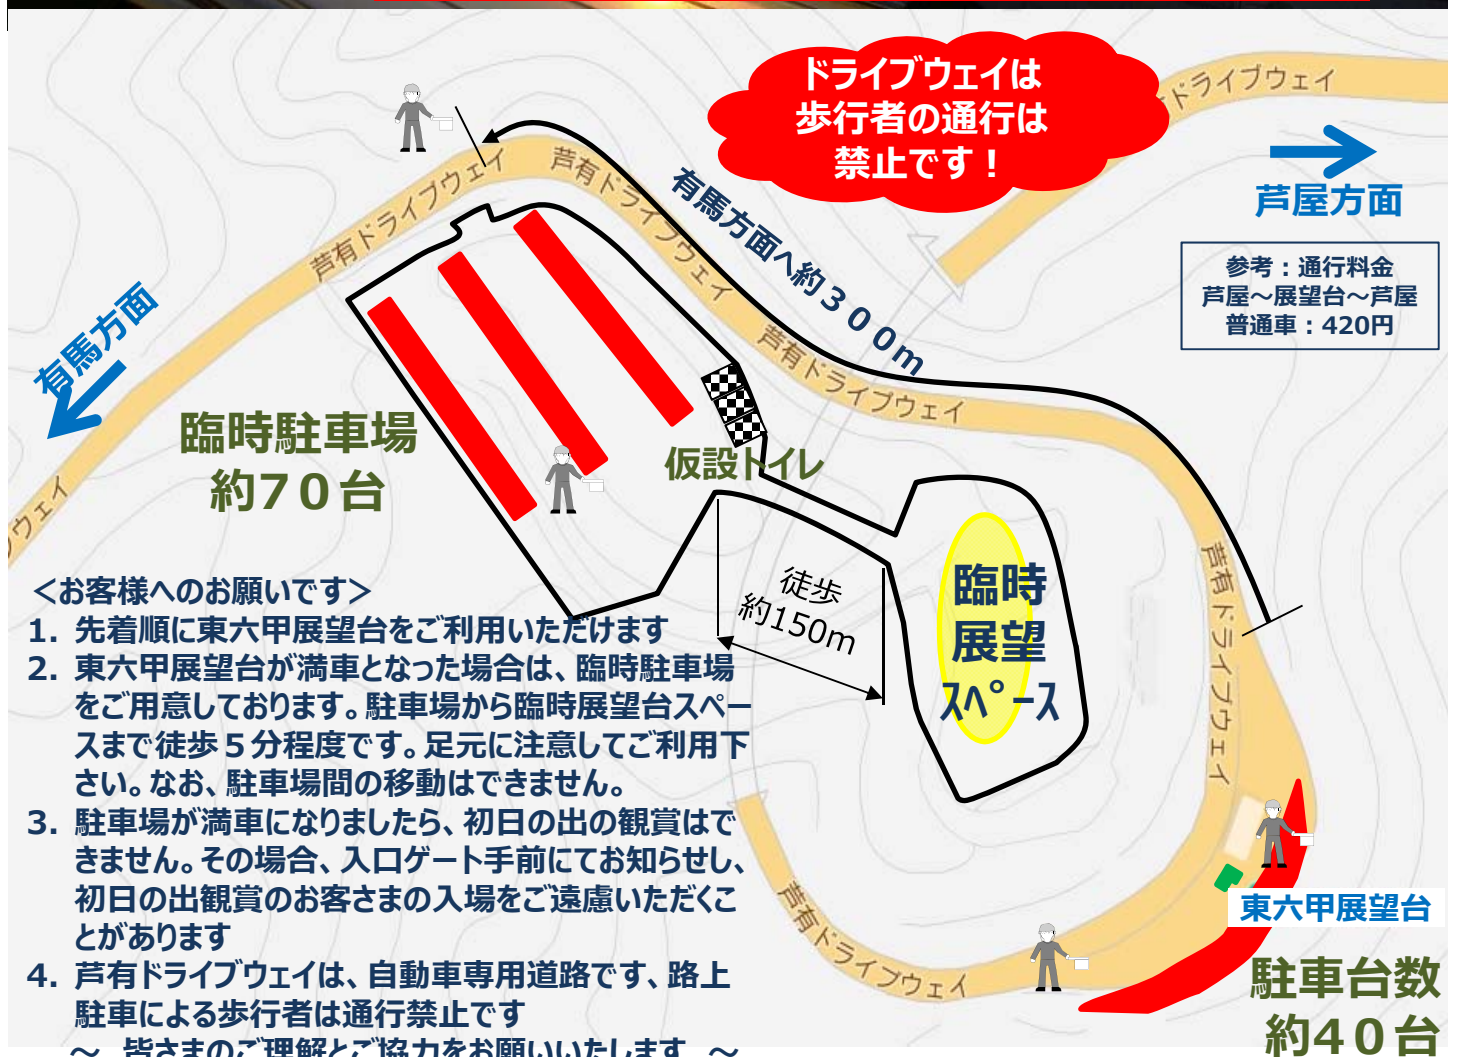 ドライブウェイは
歩行者の通行は
禁止です！
ドライブウェイ
芦屋方面
参考：通行料金
芦屋～展望台～芦屋
普通車：420円
芦有ドライブウェイ
芦有ドライブウェイ
有馬方面へ約３００ｍ
芦有ドライブウェイ
有馬方面
臨時駐車場
約7０台
仮設トイレ
ウェイ
徒歩
約150m
臨時
展望
スペース
芦有ドライブウェイ
＜お客様へのお願いです＞
1. 先着順に東六甲展望台をご利用いただけます
2. 東六甲展望台が満車となった場合は、臨時駐車場
をご用意しております。駐車場から臨時展望台スペー
スまで徒歩５分程度です。足元に注意してご利用下
さい。なお、駐車場間の移動はできません。
3. 駐車場が満車になりましたら、初日の出の観賞はで
きません。その場合、入口ゲート手前にてお知らせし、
初日の出観賞のお客さまの入場をご遠慮いただくこ
とがあります
4. 芦有ドライブウェイは、自動車専用道路です、路上
駐車による歩行者は通行禁止です
～ 皆さまのご理解とご協力をお願いいたします ～
芦有ドライブウェイ
東六甲展望台
駐車台数
約4０台